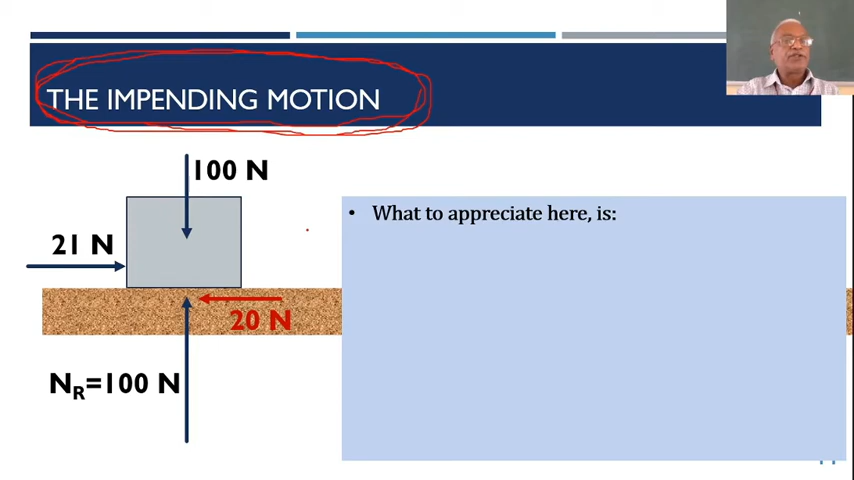 THE IMPENDING MOTION
100 N
• What to appreciate here, is:
21 N
20 N
NR=100 N